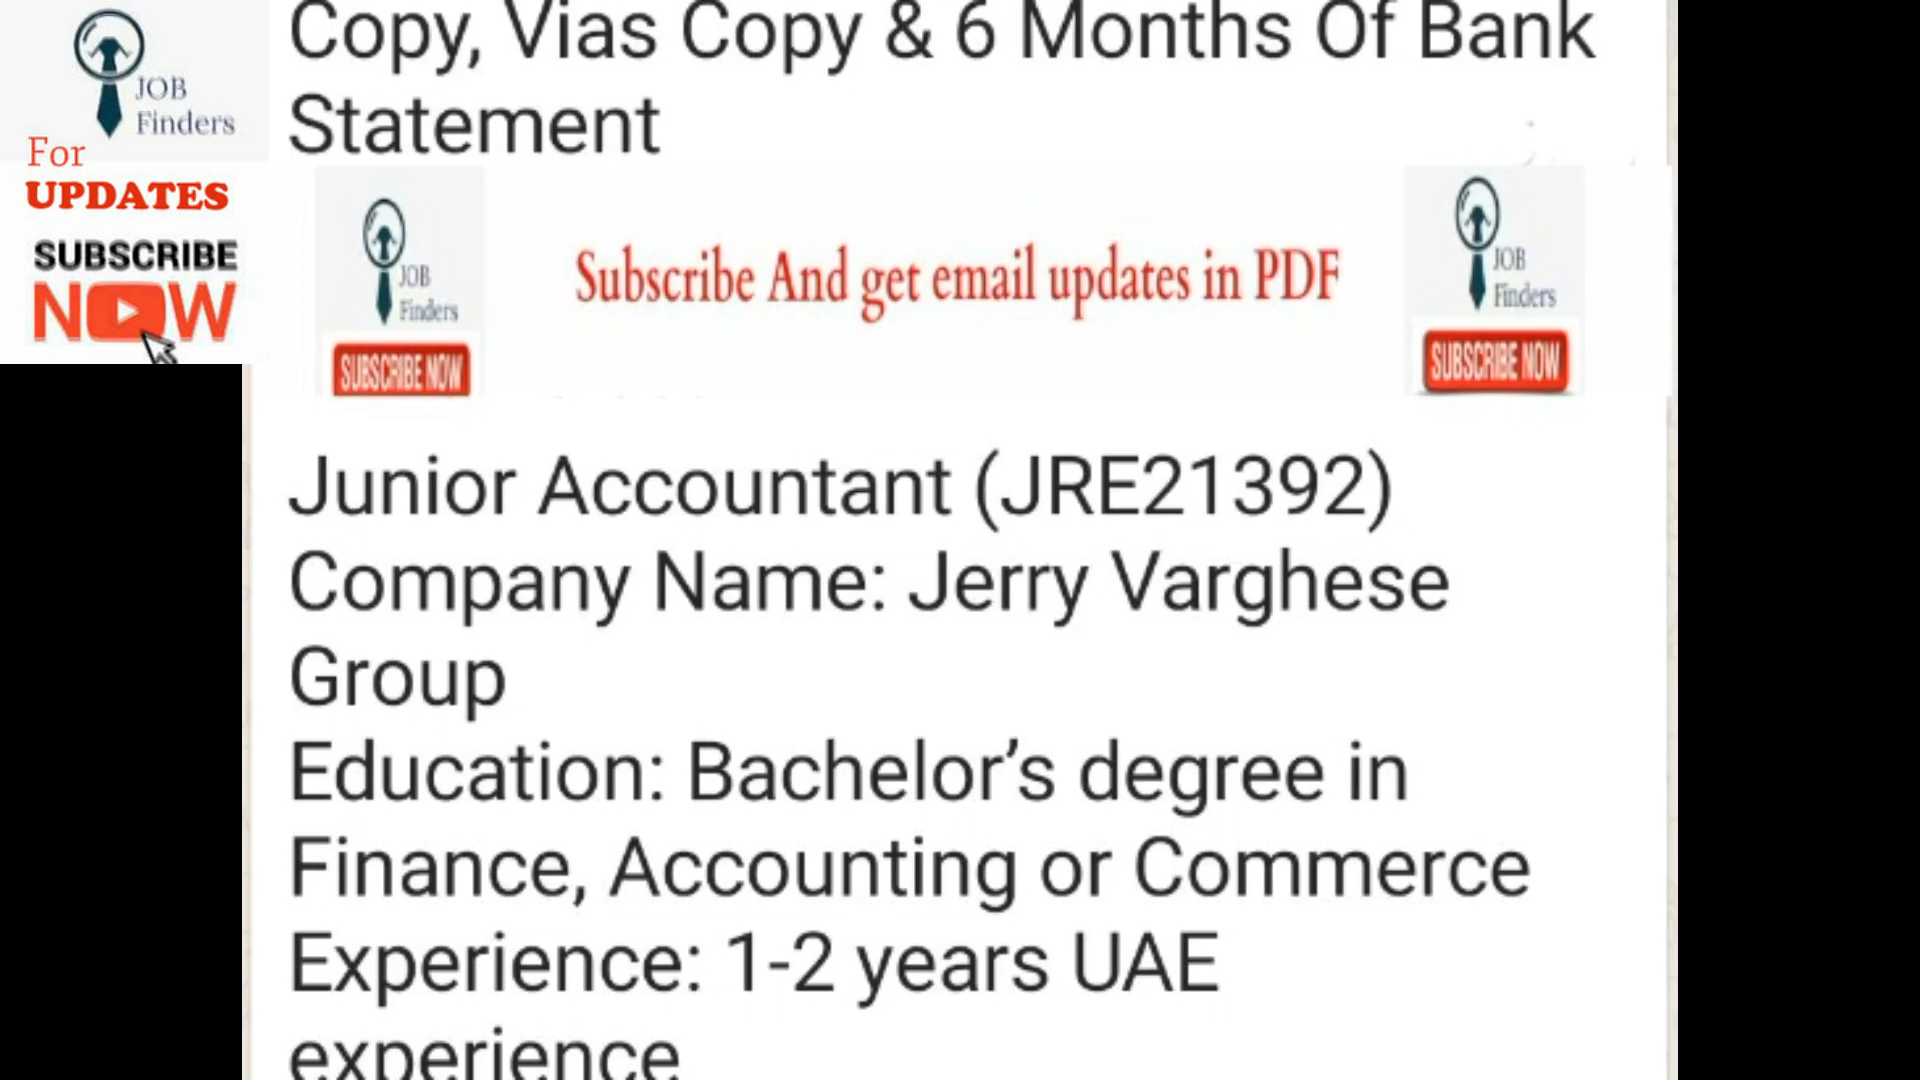 JOB
Finders
For
UPDATES
SUBSCRIBE
NOW
Copy, Vias Copy & 6 Months Of Bank
Statement
JOB
Finders
SUBSCRIBE NOW
Subscribe And get email updates in PDF
JOB
Finders
SUBSCRIBE NOW
Junior Accountant (JRE21392)
Company Name: Jerry Varghese
Group
Education: Bachelor’s degree in
Finance, Accounting or Commerce
Experience: 1-2 years UAE
experience